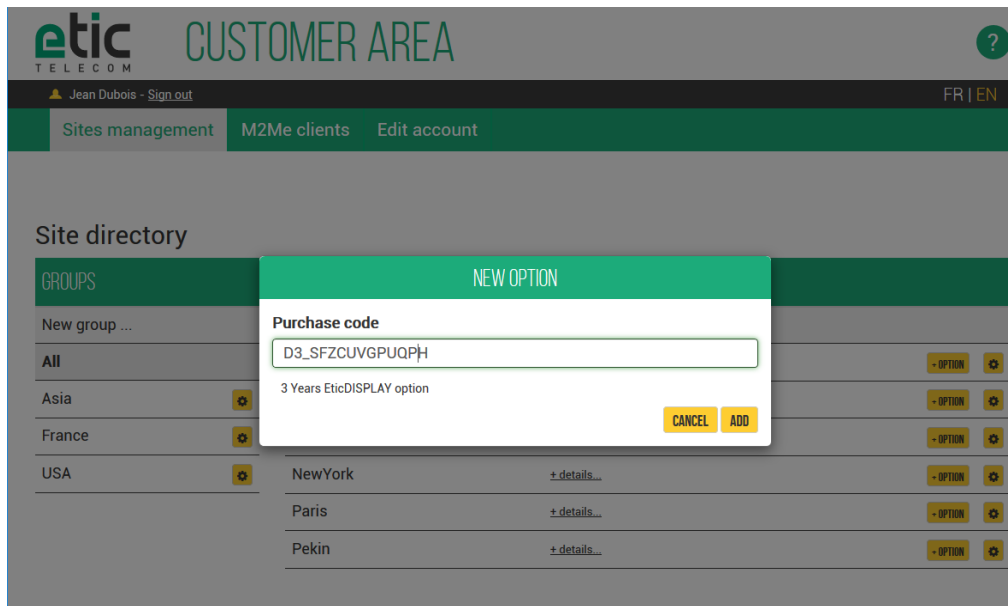 etic
TELECOM
CUSTOMER AREA
?
Jean Dubois - Sign out
FR | EN
Sites management M2Me clients Edit account
Site directory
GROUPS
New group ...
All
Asia
France
USA
NEW OPTION
Purchase code
D3_SFZCUVGPUQPH
3 Years EticDISPLAY option
CANCEL ADD
+ OPTION
+ OPTION
+ OPTION
NewYork + details... + OPTION
Paris + details... + OPTION
Pekin + details... + OPTION